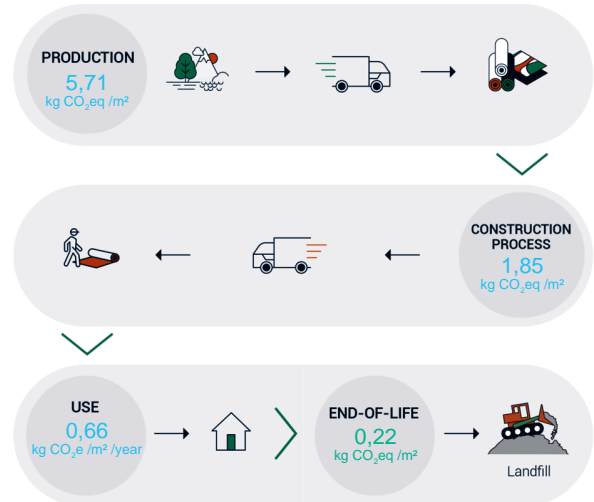 PRODUCTION
5,71
kg CO₂eq /m²
CONSTRUCTION
PROCESS
1,85
kg CO₂eq /m²
USE
0,66
kg CO₂e /m² /year
END-OF-LIFE
0,22
kg CO₂eq /m²
Landfill